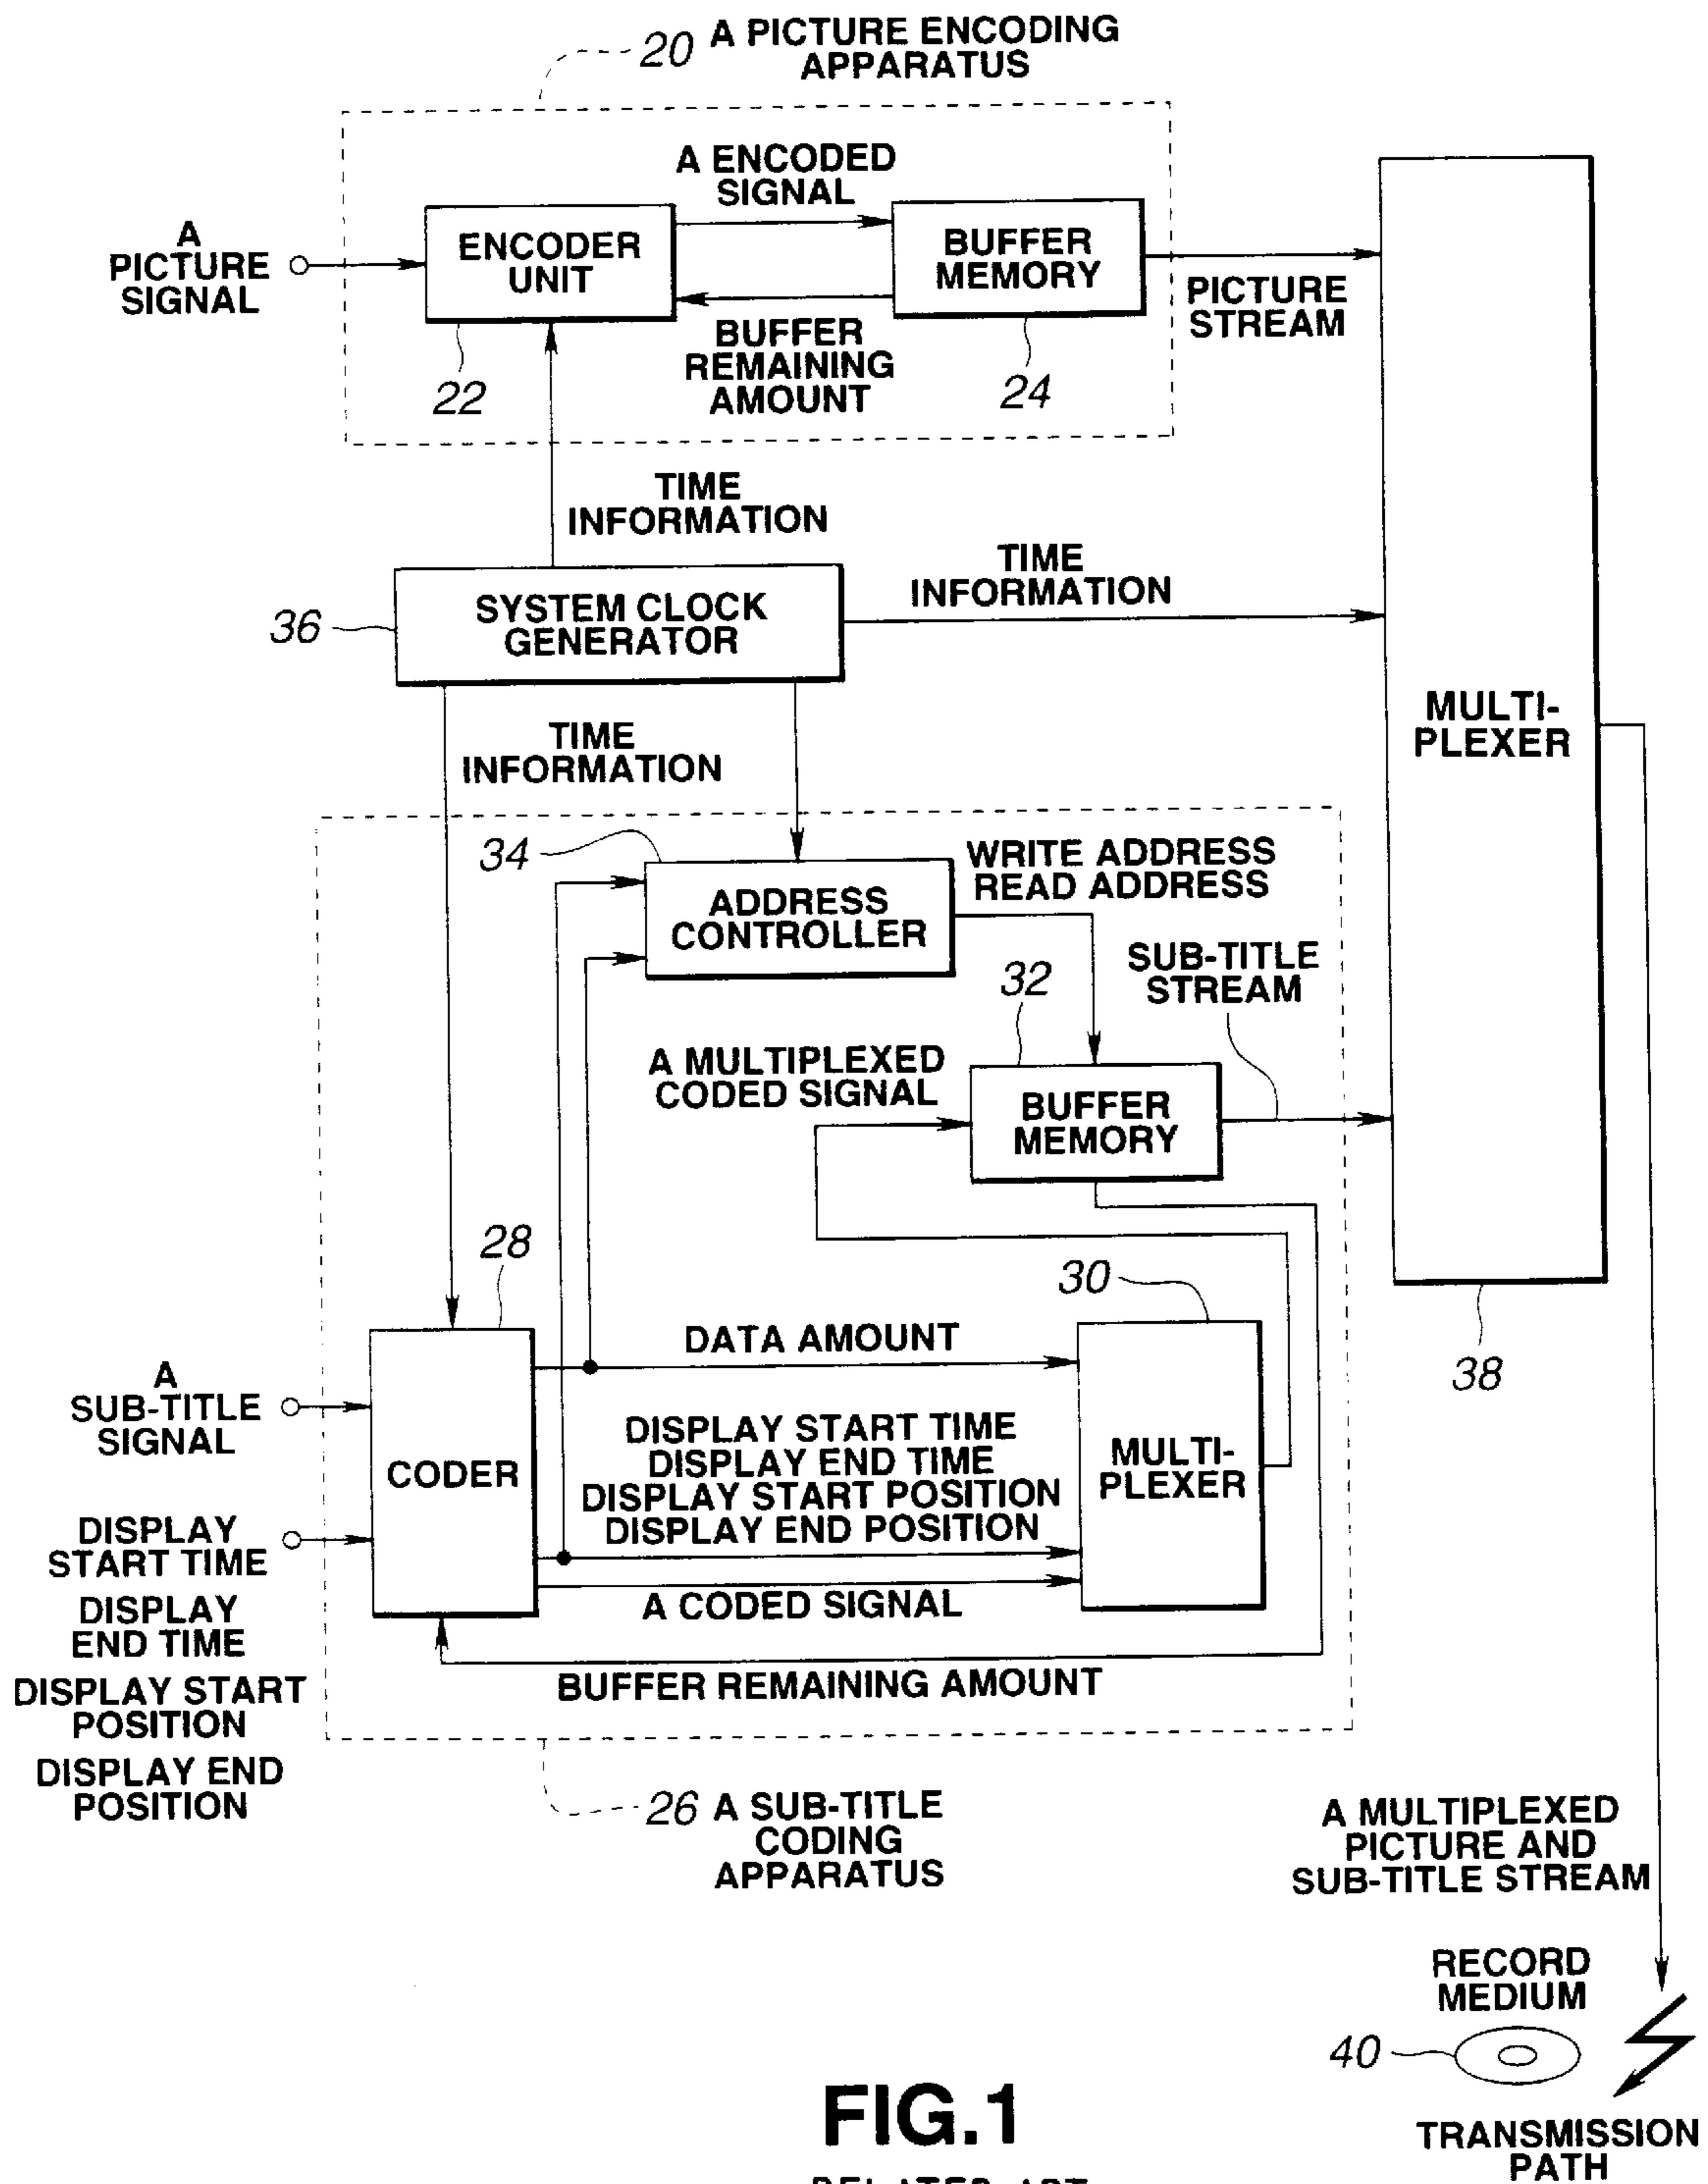 20 A PICTURE ENCODING
APPARATUS
A ENCODED
SIGNAL
A
PICTURE
SIGNAL
ENCODER
UNIT
BUFFER
MEMORY
PICTURE
STREAM
BUFFER
REMAINING
AMOUNT
22
24
TIME
INFORMATION
TIME
INFORMATION
36
SYSTEM CLOCK
GENERATOR
MULTI-
PLEXER
TIME
INFORMATION
34
WRITE ADDRESS
READ ADDRESS
ADDRESS
CONTROLLER
32
SUB-TITLE
STREAM
A MULTIPLEXED
CODED SIGNAL
BUFFER
MEMORY
28
30
38
DATA AMOUNT
A
SUB-TITLE
SIGNAL
CODER
DISPLAY START TIME
DISPLAY END TIME
DISPLAY START POSITION
DISPLAY END POSITION
MULTI-
PLEXER
DISPLAY
START TIME
DISPLAY
END TIME
DISPLAY START
POSITION
DISPLAY END
POSITION
A CODED SIGNAL
BUFFER REMAINING AMOUNT
26 A SUB-TITLE
CODING
APPARATUS
A MULTIPLEXED
PICTURE AND
SUB-TITLE STREAM
RECORD
MEDIUM
40
TRANSMISSION
PATH
FIG.1